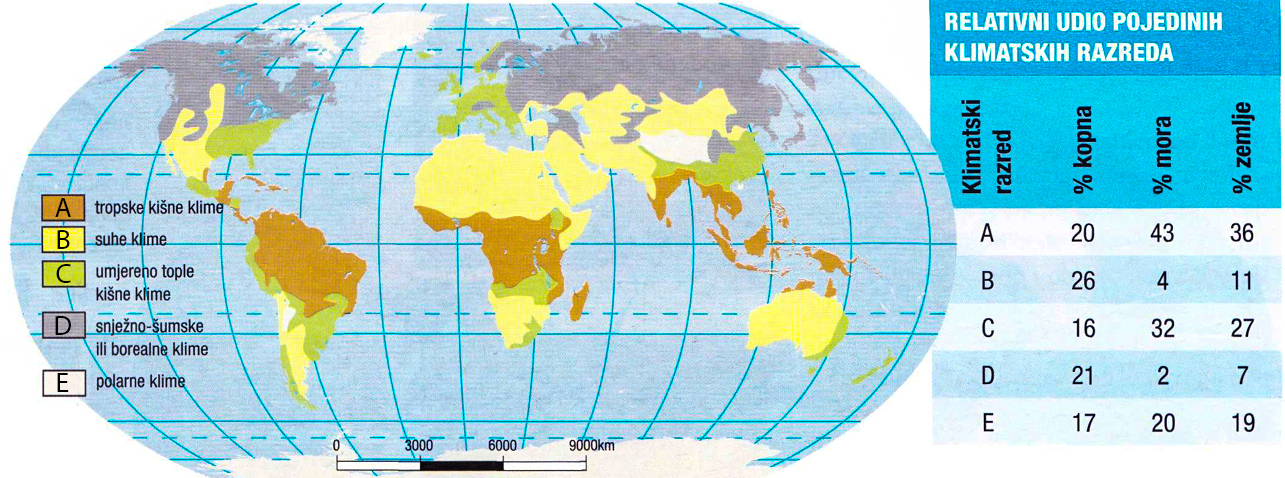 A tropske kišne klime
B suhe klime
C umjereno tople
kišne klime
D snježno-šumske
ili borealne klime
E polarne klime
0 3000 6000 9000km
RELATIVNI UDIO POJEDINIH
KLIMATSKIH RAZREDA
Klimatski
razred
% kopna
% mora
% zemlje
A 20 43 36
B 26 4 11
C 16 32 27
D 21 2 7
E 17 20 19